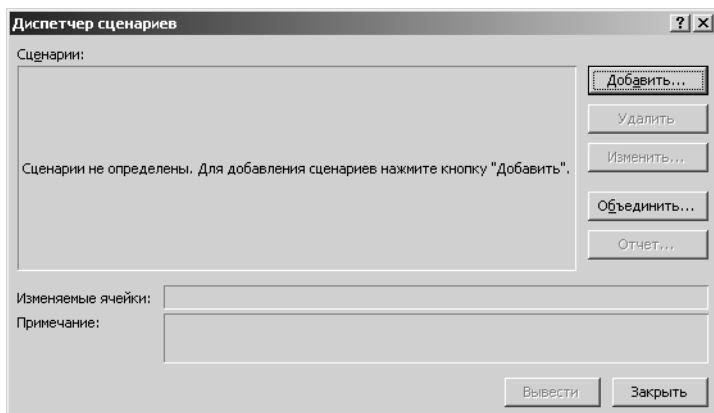 Диспетчер сценариев
Сценарии:
Добавить...
Удалить
Сценарии не определены. Для добавления сценариев нажмите кнопку "Добавить".
Изменить...
Объединить...
Отчет...
Изменяемые ячейки:
Примечание:
Вывести
Закрыть